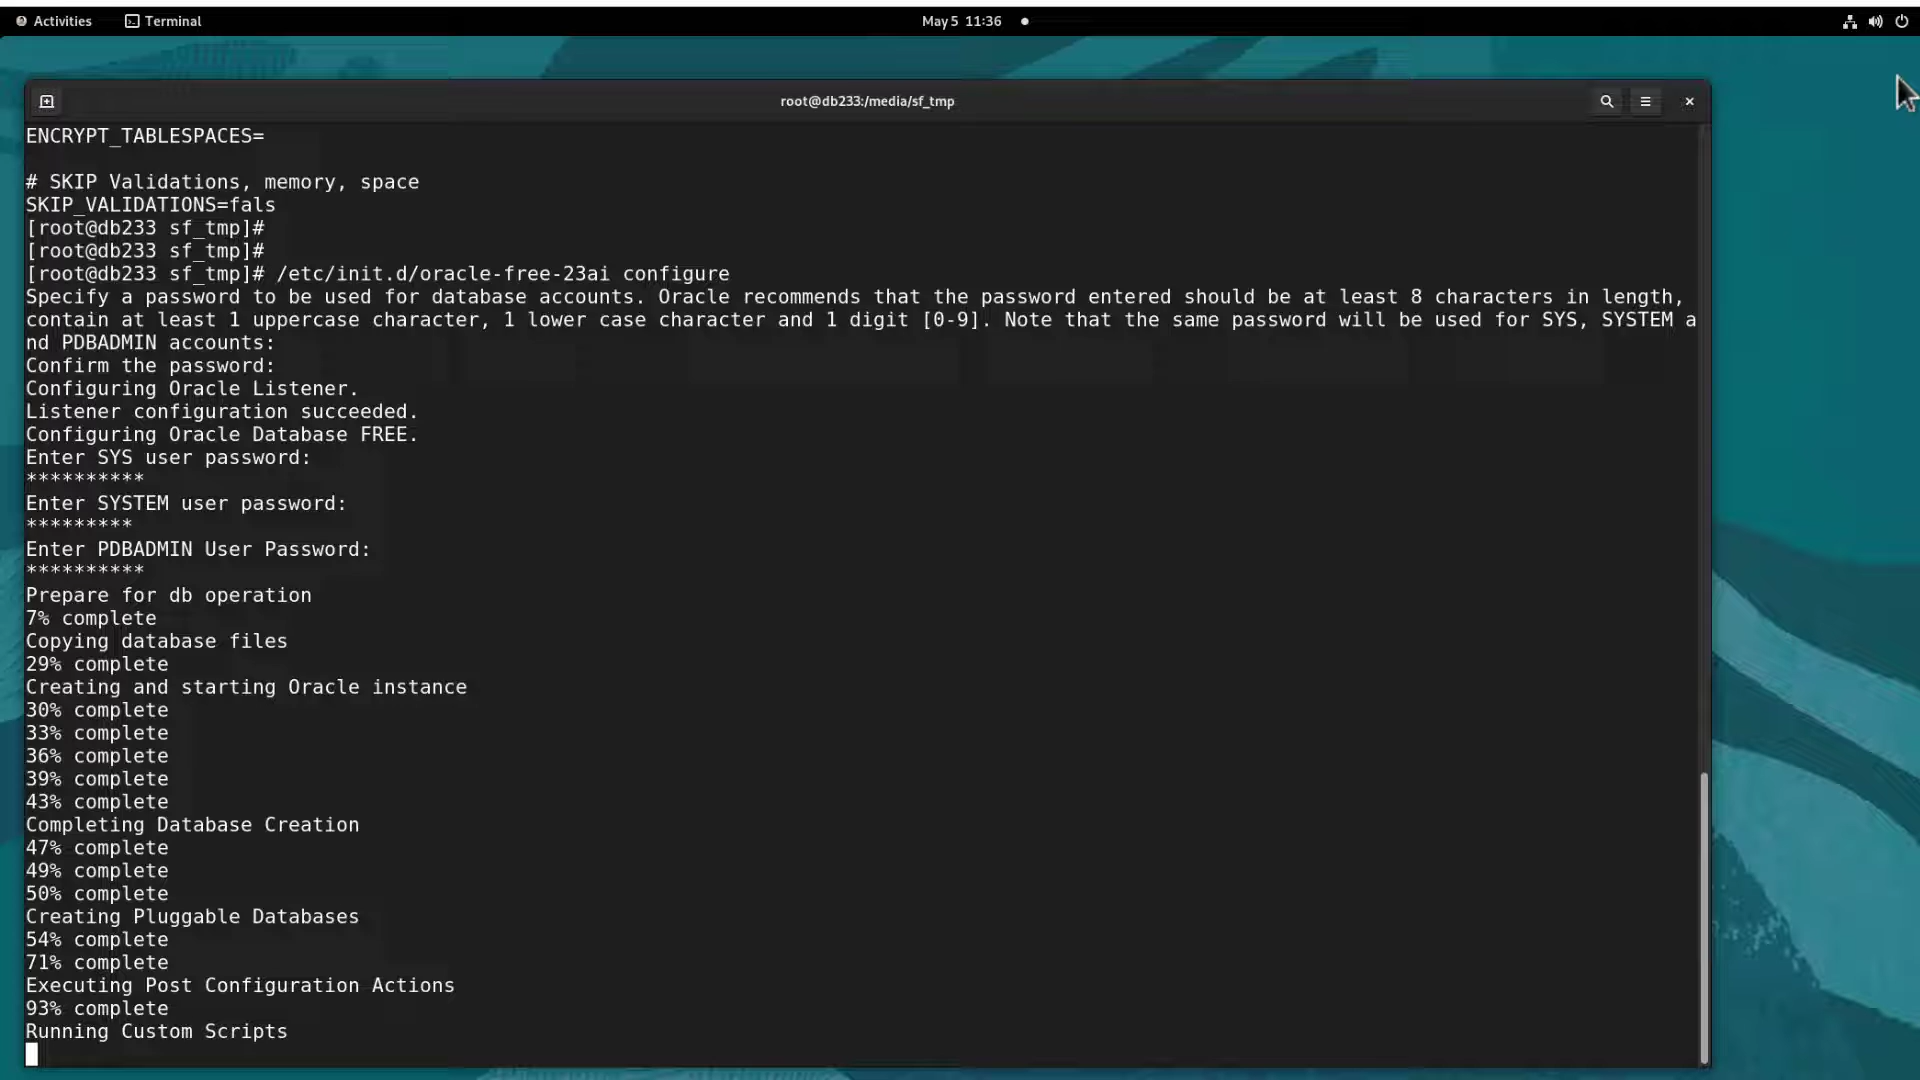 Activities
Terminal
May 5 11:36
root@db233:/media/sf_tmp
ENCRYPT_TABLESPACES=
# SKIP Validations, memory, space
SKIP_VALIDATIONS=fals
[root@db233 sf_tmp]#
[root@db233 sf_tmp]#
[root@db233 sf_tmp]# /etc/init.d/oracle-free-23ai configure
Specify a password to be used for database accounts. Oracle recommends that the password entered should be at least 8 characters in length,
contain at least 1 uppercase character, 1 lower case character and 1 digit [0-9]. Note that the same password will be used for SYS, SYSTEM a
nd PDBADMIN accounts:
Confirm the password:
Configuring Oracle Listener.
Listener configuration succeeded.
Configuring Oracle Database FREE.
Enter SYS user password:
**********
Enter SYSTEM user password:
*********
Enter PDBADMIN User Password:
**********
Prepare for db operation
7% complete
Copying database files
29% complete
Creating and starting Oracle instance
30% complete
33% complete
36% complete
39% complete
43% complete
Completing Database Creation
47% complete
49% complete
50% complete
Creating Pluggable Databases
54% complete
71% complete
Executing Post Configuration Actions
93% complete
Running Custom Scripts